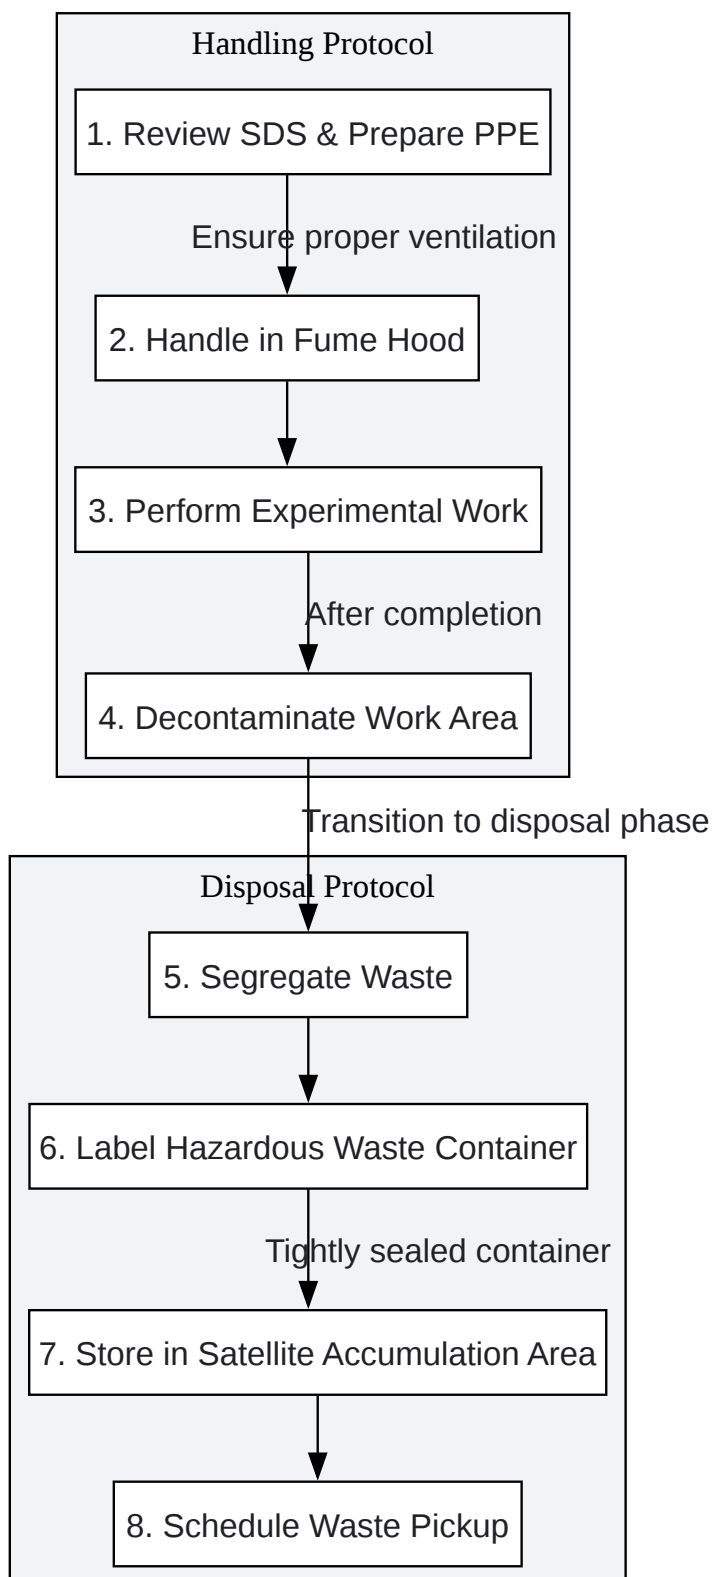 Handling Protocol
1. Review SDS & Prepare PPE
Ensure proper ventilation
2. Handle in Fume Hood
3. Perform Experimental Work
After completion
4. Decontaminate Work Area
Transition to disposal phase
Disposal Protocol
5. Segregate Waste
6. Label Hazardous Waste Container
Tightly sealed container
7. Store in Satellite Accumulation Area
8. Schedule Waste Pickup